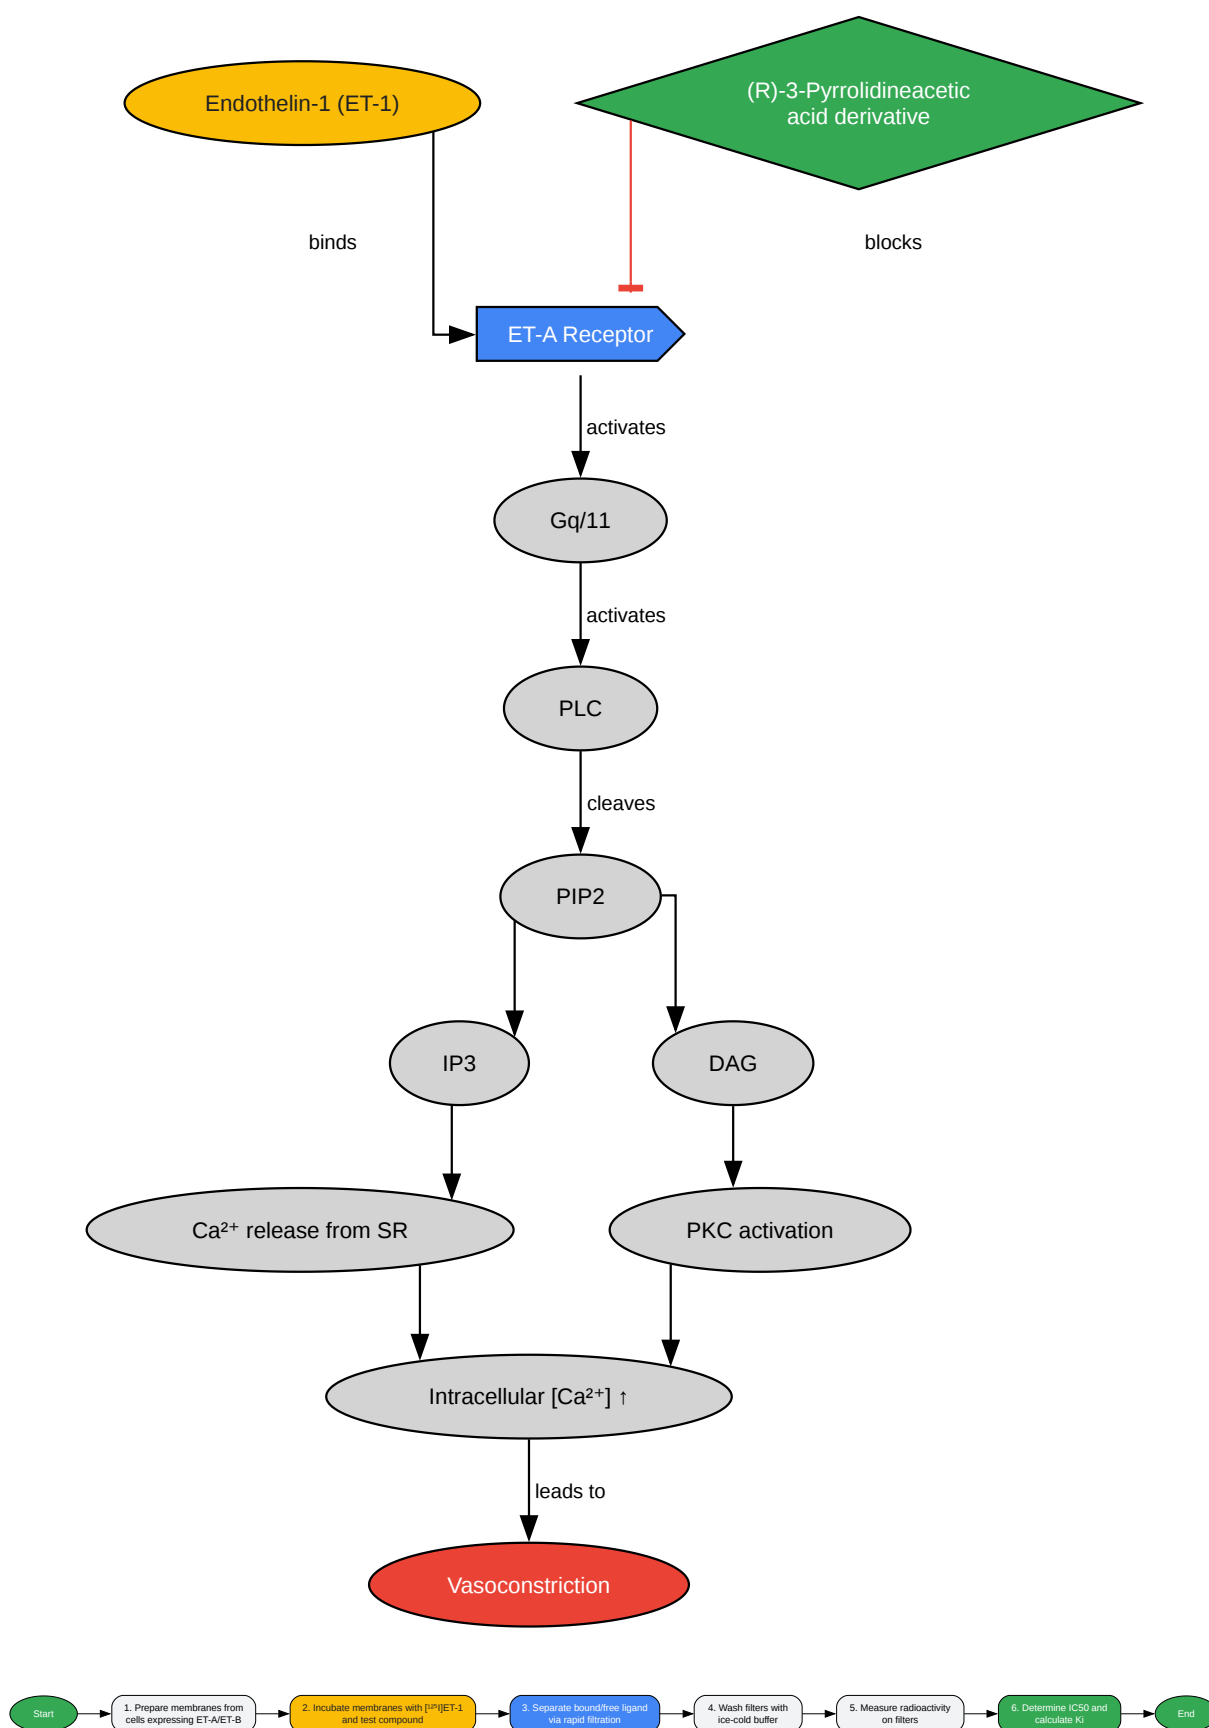 Endothelin-1 (ET-1)
(R)-3-Pyrrolidineacetic
acid derivative
binds
blocks
ET-A Receptor
activates
Gq/11
activates
PLC
cleaves
PIP2
IP3
DAG
Ca²⁺ release from SR
PKC activation
Intracellular [Ca²⁺] ↑
leads to
Vasoconstriction
Start
1. Prepare membranes from
cells expressing ET-A/ET-B
2. Incubate membranes with [¹²⁵I]ET-1
and test compound
3. Separate bound/free ligand
via rapid filtration
4. Wash filters with
ice-cold buffer
5. Measure radioactivity
on filters
6. Determine IC50 and
calculate Ki
End